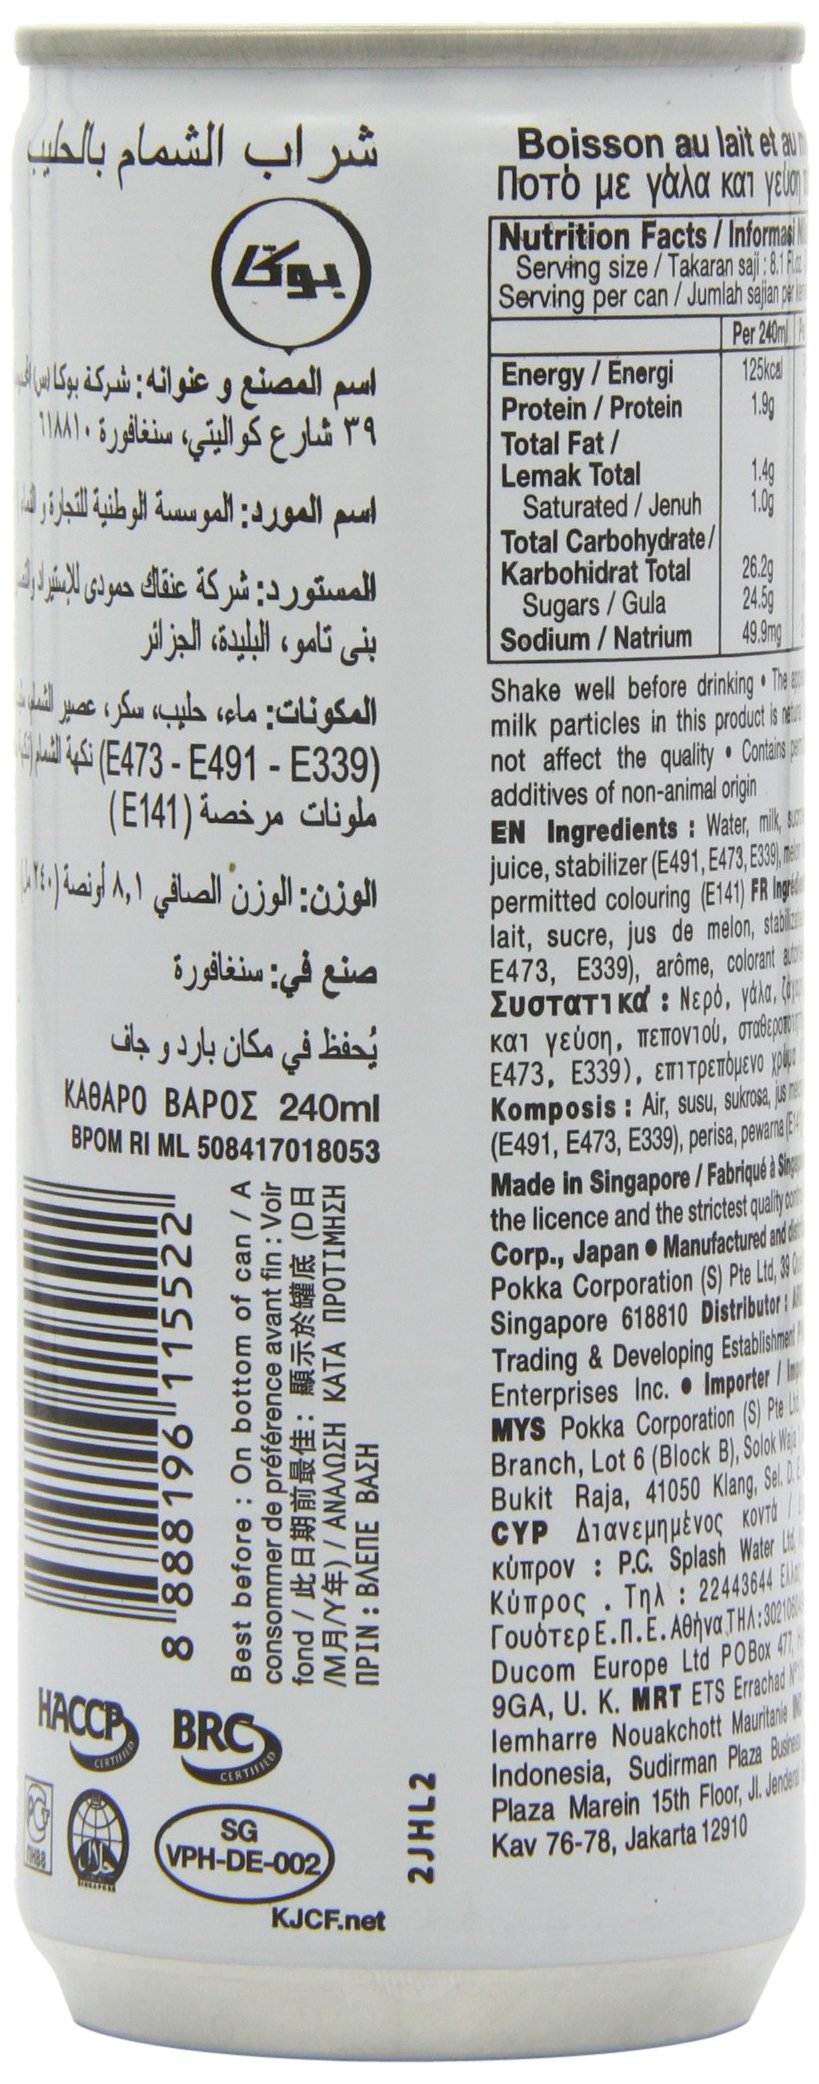 شراب الشمام بالحليب
بوكا
اسم المصنع و عنوانه: شركة بوكا (س)
٣٩ شارع كواليتي، سنغافورة ٦١٨٨١٠
اسم المورد: الموسسة الوطنية للتجارة و
المستورد: شركة عنقاك حمودى للإستيراد و
بنى تامو، البليدة، الجزائر
المكونات: ماء، حليب، سكر، عصير الشمام،
(E473 - E491 - E339) نكهة الشمام
ملونات مرخصة (E141)
الوزن: الوزن الصافي ٨,١ أونصة (٢٤٠ مل)
صنع في: سنغافورة
يُحفظ في مكان بارد و جاف
ΚΑΘΑΡΟ ΒΑΡΟΣ 240ml
BPOM RI ML 508417018053
8 888196 115522
Best before : On bottom of can / A
consommer de préférence avant fin : Voir
fond / 此日期前最佳: 顯示於罐底 (D日
/M月/Y年) / ΑΝΑΛΩΣΗ ΚΑΤΑ ΠΡΟΤΙΜΗΣΗ
ΠΡΙΝ : ΒΛΕΠΕ ΒΑΣΗ
HACCP
CERTIFIED
BRC
CERTIFIED
ПН88
SINGAPORE
SG
VPH-DE-002
KJCF.net
2JHL2
Boisson au lait et au
Ποτό με γάλα και γεύση
Nutrition Facts / Informasi
Serving size / Takaran saji : 8.1 Fl.oz
Serving per can / Jumlah sajian per
Per 240ml
Energy / Energi 125kcal
Protein / Protein 1.9g
Total Fat /
Lemak Total 1.4g
Saturated / Jenuh 1.0g
Total Carbohydrate /
Karbohidrat Total 26.2g
Sugars / Gula 24.5g
Sodium / Natrium 49.9mg
Shake well before drinking • The
milk particles in this product is
not affect the quality • Contains
additives of non-animal origin
EN Ingredients : Water, milk,
juice, stabilizer (E491, E473, E339),
permitted colouring (E141) FR
lait, sucre, jus de melon,
E473, E339), arôme, colorant
Συστατικά : Νερό, γάλα,
και γεύση, πεπονιού,
E473, E339), επιτρεπόμενο
Komposis : Air, susu, sukrosa, jus
(E491, E473, E339), perisa, pewarna
Made in Singapore / Fabriqué à
the licence and the strictest quality
Corp., Japan ● Manufactured and
Pokka Corporation (S) Pte Ltd, 39
Singapore 618810 Distributor :
Trading & Developing Establishment
Enterprises Inc. ● Importer /
MYS Pokka Corporation (S) Pte Ltd,
Branch, Lot 6 (Block B), Solok Waja
Bukit Raja, 41050 Klang, Sel. D. E
CYP Διανεμημένος κοντά /
κύπρον : P.C. Splash Water Ltd,
Κύπρος . Τηλ : 22443644
Γουότερ Ε.Π.Ε. Αθήνα ΤΗΛ:
Ducom Europe Ltd POBox 477,
9GA, U. K. MRT ETS Errachad
lemharre Nouakchott Mauritanie
Indonesia, Sudirman Plaza
Plaza Marein 15th Floor, Jl. Jenderal
Kav 76-78, Jakarta 12910